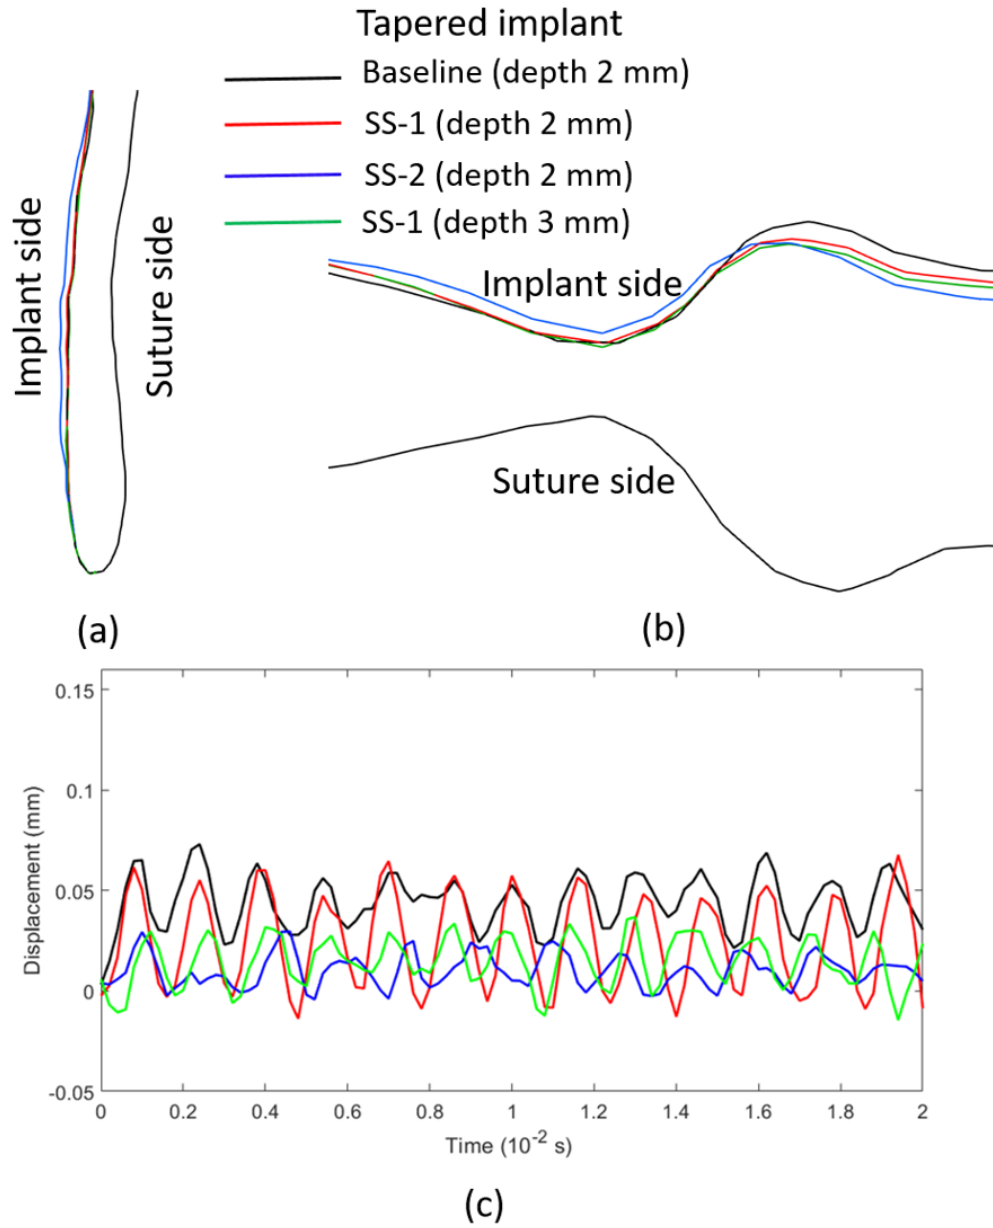 Tapered implant
Baseline (depth 2 mm)
SS-1 (depth 2 mm)
SS-2 (depth 2 mm)
SS-1 (depth 3 mm)
Implant side
Suture side
Implant side
Suture side
(a)
(b)
0.15
0.1
0.05
0
-0.05
Displacement (mm)
0 0.2 0.4 0.6 0.8 1 1.2 1.4 1.6 1.8 2
Time (10⁻² s)
(c)